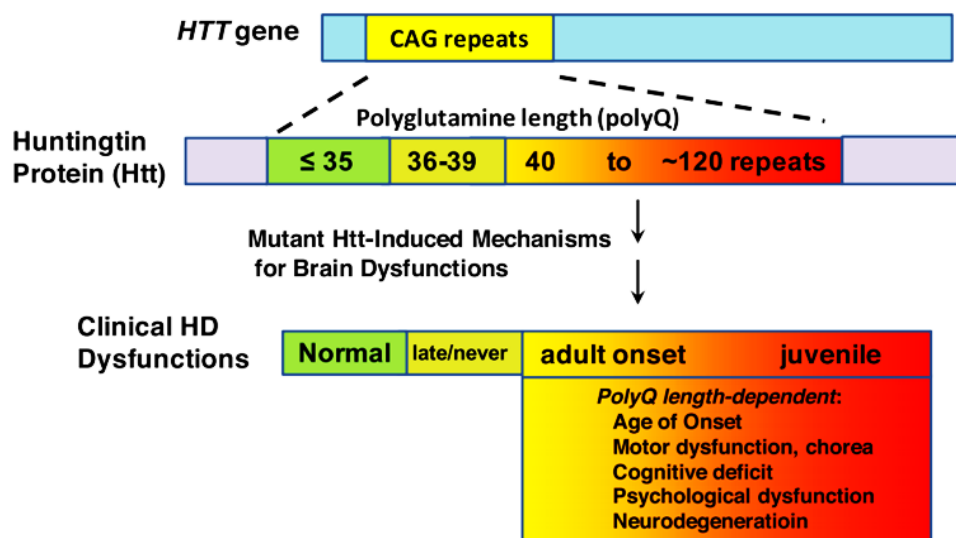 HTT gene
CAG repeats
Polyglutamine length (polyQ)
Huntingtin
Protein (Htt)
≤ 35 36-39 40 to ~120 repeats
Mutant Htt-Induced Mechanisms
for Brain Dysfunctions
Clinical HD
Dysfunctions
Normal late/never adult onset juvenile
PolyQ length-dependent:
Age of Onset
Motor dysfunction, chorea
Cognitive deficit
Psychological dysfunction
Neurodegeneratioin